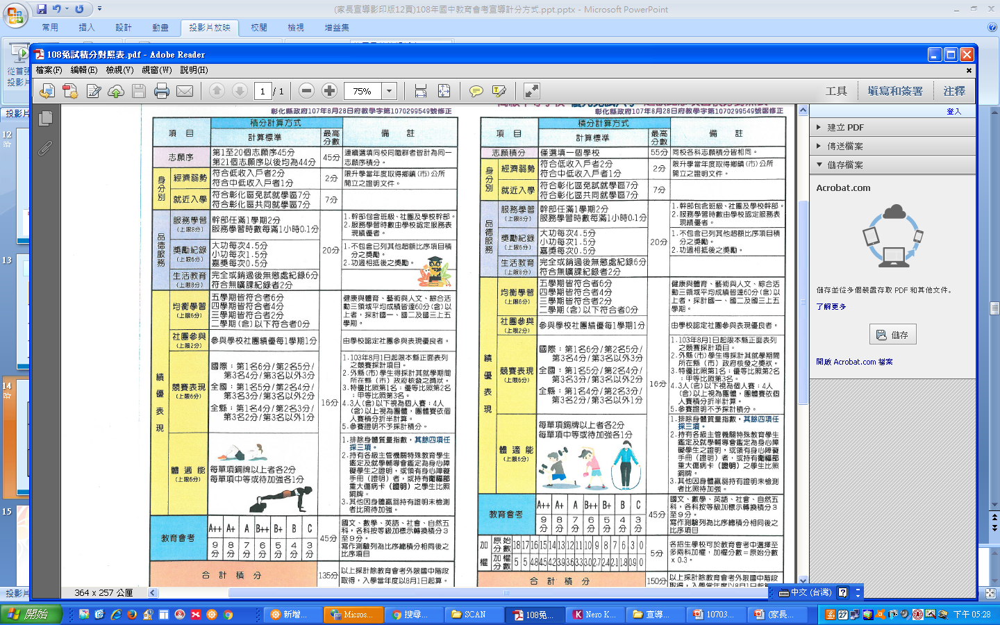 (家長宣導影印版12頁)108年國中教育會考宣導計分方式.ppt.pptx - Microsoft PowerPoint
常用 插入 設計 動畫 投影片放映 校閱 檢視 增益集
從首張
投影片
投影片
12
13
14
15
108免試積分對照表.pdf - Adobe Reader
檔案(F) 編輯(E) 檢視(V) 視窗(W) 說明(H)
1 / 1 75% 工具 填寫和簽署 注釋
登入
建立 PDF
傳送檔案
儲存檔案
Acrobat.com
儲存並從多個裝置存取 PDF 和其他文件。
了解更多
儲存
開啟 Acrobat.com 檔案
彰化縣政府107年8月28日府教學字第1070299549號修正
項 目 積分計算方式 備 註
計算標準 最高分數
志願序 第1至20個志願序45分
第21個志願序以後均為44分 45分 連續選填同校同職群者皆計為同一
志願序積分。
身分別 經濟弱勢 符合低收入戶者2分
符合中低收入戶者1分 2分 限升學當年度取得鄉鎮(市)公所
開立之證明文件。
就近入學 符合彰化區免試就學區7分
符合彰化區共同就學區7分 7分
品德服務 服務學習 (上限8分) 幹部任滿1學期2分
服務學習時數每滿1小時0.1分 20分
1.幹部包含班級、社團及學校幹部。
2.服務學習時數由學校認定服務表
現績優者。
獎勵紀錄 (上限6分) 大功每次4.5分
小功每次1.5分
嘉獎每次0.5分
1.不包含已列其他超額比序項目積
分之獎勵。
2.功過相抵後之獎勵。
生活教育 (上限8分) 完全或銷過後無懲處紀錄6分
符合無曠課紀錄者2分
績優表現 均衡學習 (上限6分) 五學期皆符合者6分
四學期皆符合者4分
三學期皆符合者2分
二學期(含)以下符合者0分 16分
健康與體育、藝術與人文、綜合活
動三領域平均成績皆達60分(含)以
上者，採計國一、國二及國三上五
學期。
社團參與 (上限2分) 參與學校社團績優每1學期1分 由學校認定社團參與表現優良者。
競賽表現 (上限6分) 國際：第1名6分/第2名5分/
第3名4分/第3名以外3分
全國：第1名5分/第2名4分/
第3名3分/第3名以外2分
全縣：第1名4分/第2名3分/
第3名2分/第3名以外1分
1.103年8月1日起限本縣正面表列
之競賽採計項目。
2.外縣(市)學生得採計其就學期間
所在縣（市）政府核發之獎狀。
3.特優比照第1名；優等比照第2名
；甲等比照第3名。
4.3人(含)以下視為個人賽；4人
(含)以上視為團體，團體賽依個
人賽積分折半計算。
5.參賽證明不予採計積分。
體適能 (上限6分) 每單項銅牌以上者各2分
每單項中等或待加強各1分
1.排除身體質量指數，其餘四項任
採三項。
2.持有各級主管機關特殊教育學生
鑑定及就學輔導會鑑定為身心障
礙學生之證明，或領有身心障礙
手冊（證明）者，或持有衛福部
重大傷病卡（證明）之學生比照
銅牌。
3.其他因身體羸弱持有證明未檢測
者比照待加強。
教育會考 A++ A+ A B++ B+ B C
9分 8分 7分 6分 5分 4分 3分 45分
國文、數學、英語、社會、自然五
科，各科按等級加標示轉換積分3
至9分。
寫作測驗列為比序總積分相同後之
比序項目
合 計 積 分 135分 以上採計除教育會考外限國中階段
取得，入學當年度以8月1日起算。
彰化縣政府107年8月28日府教學字第1070299549號函修正
項 目 積分計算方式 備 註
計算標準 最高分數
志願積分 僅選填一個學校 55分 同校各科志願積分皆相同。
身分別 經濟弱勢 符合低收入戶者2分
符合中低收入戶者1分 2分 限升學當年度取得鄉鎮(市)公所
開立之證明文件。
就近入學 符合彰化區免試就學區7分
符合彰化區共同就學區7分 7分
品德服務 服務學習 (上限8分) 幹部任滿1學期2分
服務學習時數每滿1小時0.1分 20分
1.幹部包含班級、社團及學校幹部。
2.服務學習時數由學校認定服務表
現績優者。
獎勵紀錄 (上限6分) 大功每次4.5分
小功每次1.5分
嘉獎每次0.5分
1.不包含已列其他超額比序項目積
分之獎勵。
2.功過相抵後之獎勵。
生活教育 (上限8分) 完全或銷過後無懲處紀錄6分
符合無曠課紀錄者2分
績優表現 均衡學習 (上限6分) 五學期皆符合者6分
四學期皆符合者4分
三學期皆符合者2分
二學期(含)以下符合者0分 16分
健康與體育、藝術與人文、綜合活
動三領域平均成績皆達60分(含)以
上者，採計國一、國二及國三上五
學期。
社團參與 (上限2分) 參與學校社團績優每1學期1分 由學校認定社團參與表現優良者。
競賽表現 (上限6分) 國際：第1名6分/第2名5分/
第3名4分/第3名以外3分
全國：第1名5分/第2名4分/
第3名3分/第3名以外2分
全縣：第1名4分/第2名3分/
第3名2分/第3名以外1分
1.103年8月1日起限本縣正面表列
之競賽採計項目。
2.外縣(市)學生得採計其就學期間
所在縣（市）政府核發之獎狀。
3.特優比照第1名；優等比照第2名
；甲等比照第3名。
4.3人(含)以下視為個人賽；4人
(含)以上視為團體，團體賽依個
人賽積分折半計算。
5.參賽證明不予採計積分。
體適能 (上限6分) 每單項銅牌以上者各2分
每單項中等或待加強各1分
1.排除身體質量指數，其餘四項任
採三項。
2.持有各級主管機關特殊教育學生
鑑定及就學輔導會鑑定為身心障
礙學生之證明，或領有身心障礙
手冊（證明）者，或持有衛福部
重大傷病卡（證明）之學生比照
銅牌。
3.其他因身體羸弱持有證明未檢測
者比照待加強。
教育會考 A++ A+ A B++ B+ B C
9分 8分 7分 6分 5分 4分 3分 45分
國文、數學、英語、社會、自然五
科，各科按等級加標示轉換積分3
至9分。
寫作測驗列為比序總積分相同後之
比序項目
加權 原始分數 18 17 16 15 14 13 12 11 10 9 8 7 6 3 0
加權分數 5 5 4.8 4.5 4.2 3.9 3.6 3.3 3.0 2.7 2.4 2.1 1.8 0.9 0 5分
各招生學校可於教育會考中選擇至
多兩科加權，加權分數=原始分數
x 0.3。
合 計 積 分 150分 以上採計除教育會考外限國中階段
364 x 257 公厘
中文 (台灣)
開始 新增... Micros... 搜尋... SCAN 108免... Nero K... 宣導... 10703... (家長... 27 下午 05:28